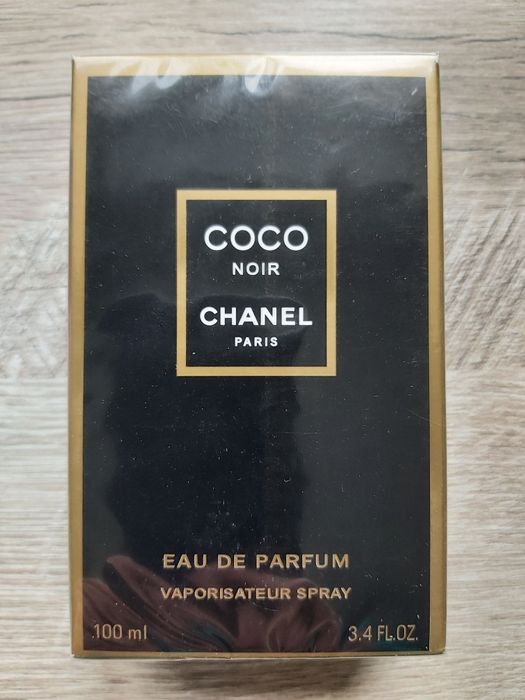 COCO
NOIR
CHANEL
PARIS
EAU DE PARFUM
VAPORISATEUR SPRAY
100 ml 3.4 FL.OZ.